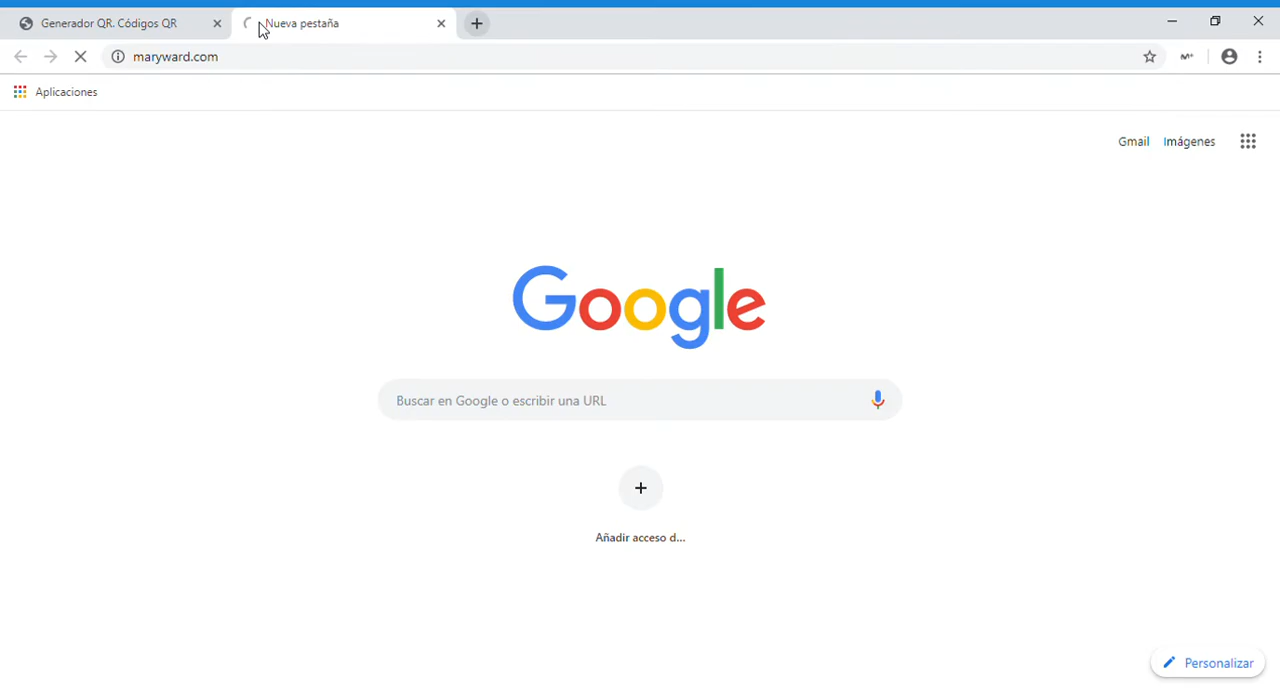 Generador QR. Códigos QR
Nueva pestaña
maryward.com
Aplicaciones
Gmail Imágenes
Google
Buscar en Google o escribir una URL
Añadir acceso d...
Personalizar